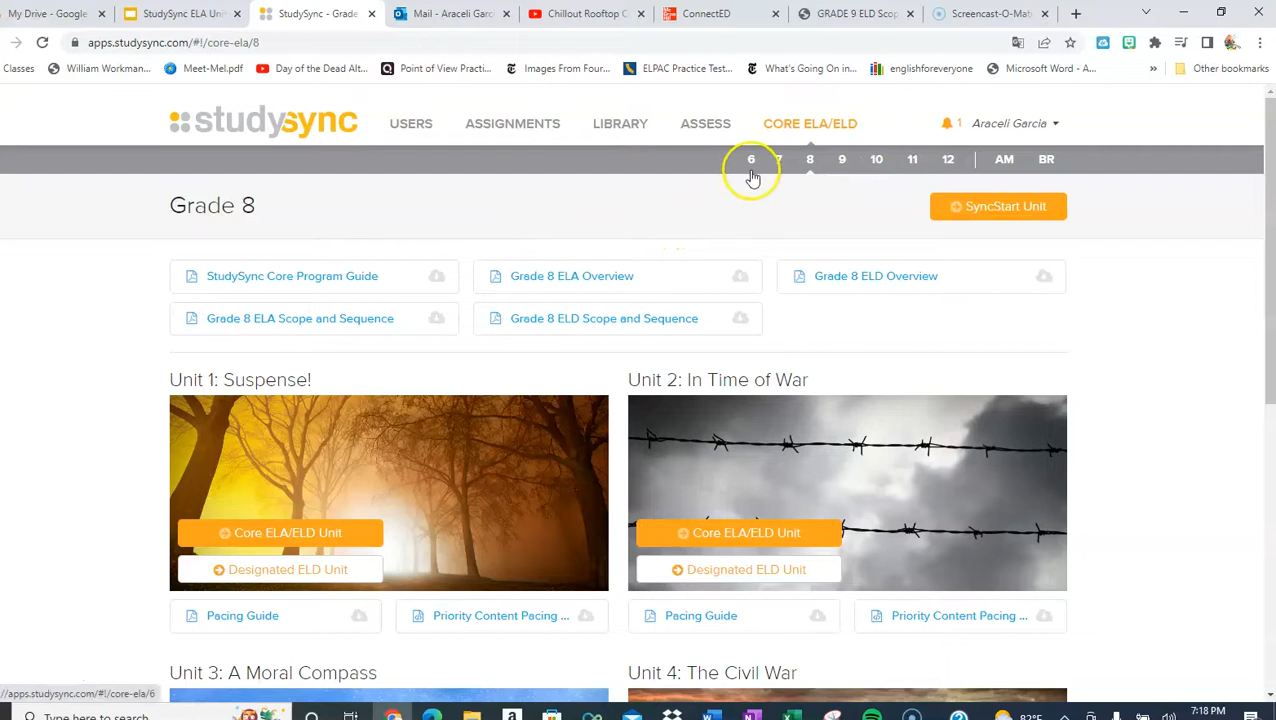 My Drive - Google
StudySync ELA Unit
StudySync - Grade
Mail - Araceli Garc
Chillout Rooftop C
ConnectED
GRADE 9 ELD Scop
Screencast-O-Mati
apps.studysync.com/#!/core-ela/8
Classes
William Workman...
Meet-Mel.pdf
Day of the Dead Alt...
Point of View Practi...
Images From Four...
ELPAC Practice Test...
What's Going on in...
englishforeveryone
Microsoft Word - A...
» Other bookmarks
studysync
USERS
ASSIGNMENTS
LIBRARY
ASSESS
CORE ELA/ELD
1 Araceli Garcia
6 7 8 9 10 11 12 AM BR
Grade 8
SyncStart Unit
StudySync Core Program Guide
Grade 8 ELA Overview
Grade 8 ELD Overview
Grade 8 ELA Scope and Sequence
Grade 8 ELD Scope and Sequence
Unit 1: Suspense!
Unit 2: In Time of War
Core ELA/ELD Unit
Designated ELD Unit
Core ELA/ELD Unit
Designated ELD Unit
Pacing Guide
Priority Content Pacing ...
Pacing Guide
Priority Content Pacing ...
Unit 3: A Moral Compass
Unit 4: The Civil War
//apps.studysync.com/#!/core-ela/6
7:18 PM
Type here to search
82°F